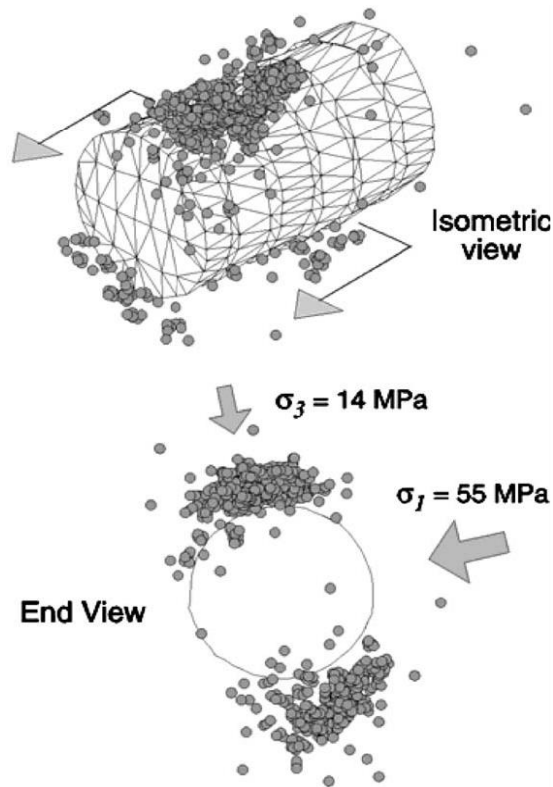 Isometric
view
σ3 = 14 MPa
σ1 = 55 MPa
End View